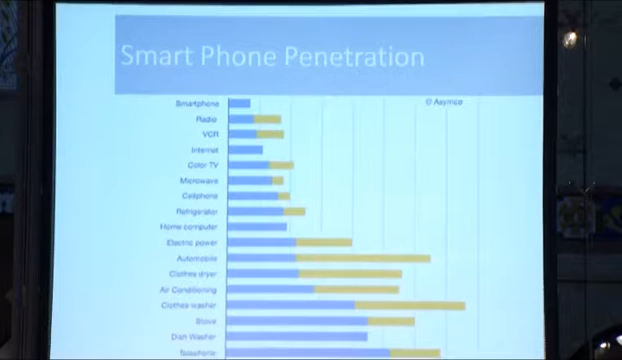 Smart Phone Penetration
© Asymco
Smartphone
Radio
VCR
Internet
Color TV
Microwave
Cellphone
Refrigerator
Home computer
Electric power
Automobile
Clothes dryer
Air Conditioning
Clothes washer
Stove
Dish Washer
Telephone